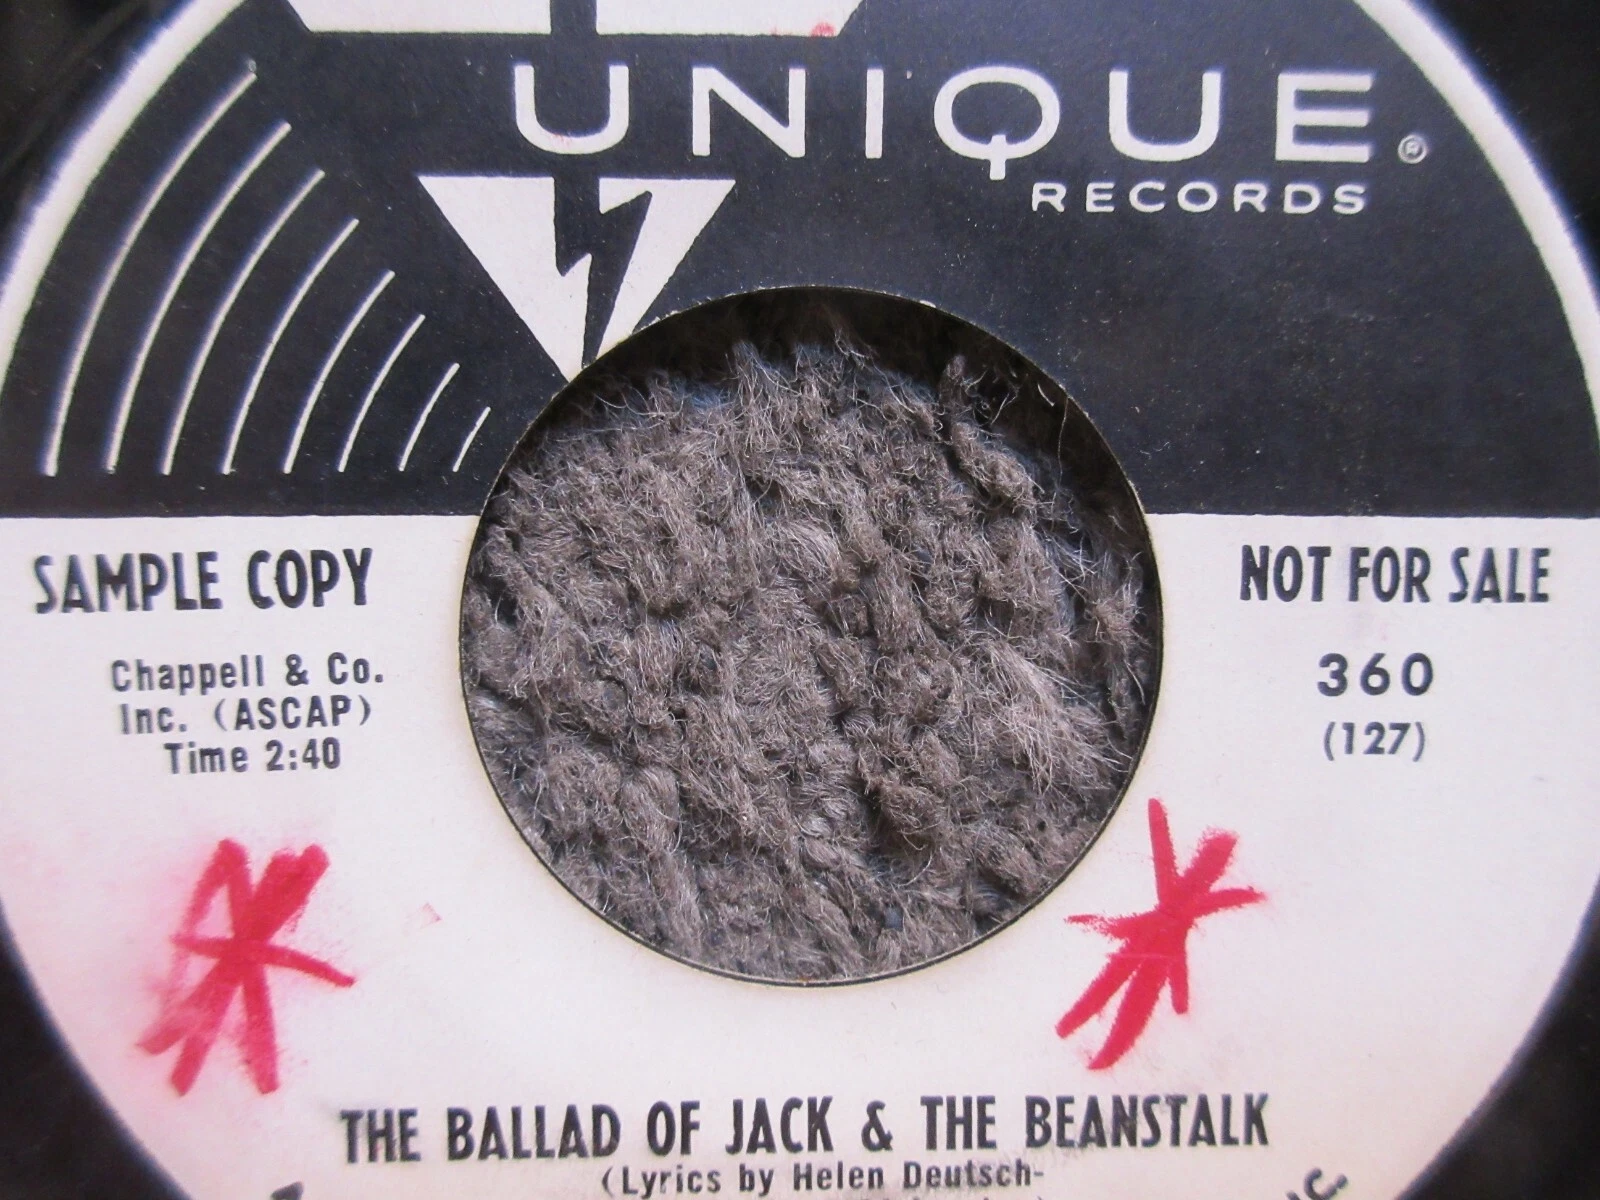 UNIQUE ®
RECORDS
SAMPLE COPY
Chappell & Co.
Inc. (ASCAP)
Time 2:40
NOT FOR SALE
360
(127)
THE BALLAD OF JACK & THE BEANSTALK
(Lyrics by Helen Deutsch-